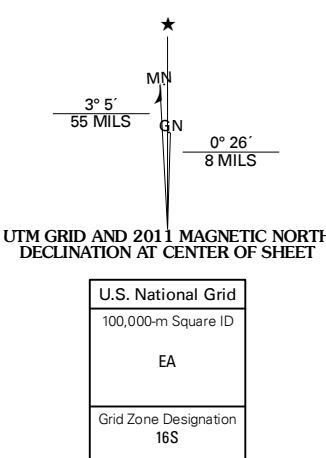 MN
3° 5´
55 MILS
GN
0° 26´
8 MILS
UTM GRID AND 2011 MAGNETIC NORTH
DECLINATION AT CENTER OF SHEET
U.S. National Grid
100,000-m Square ID
EA
Grid Zone Designation
16S